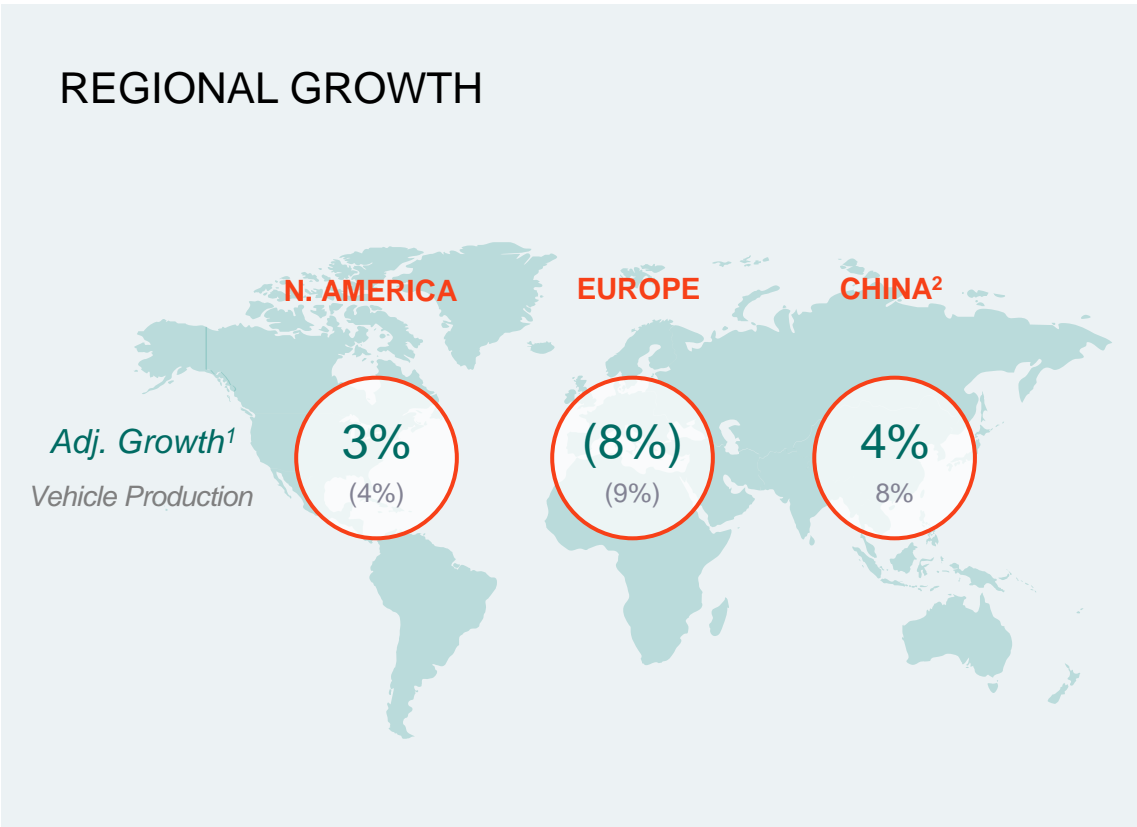 REGIONAL GROWTH
N. AMERICA EUROPE CHINA²
Adj. Growth¹ 3% (8%) 4%
Vehicle Production (4%) (9%) 8%